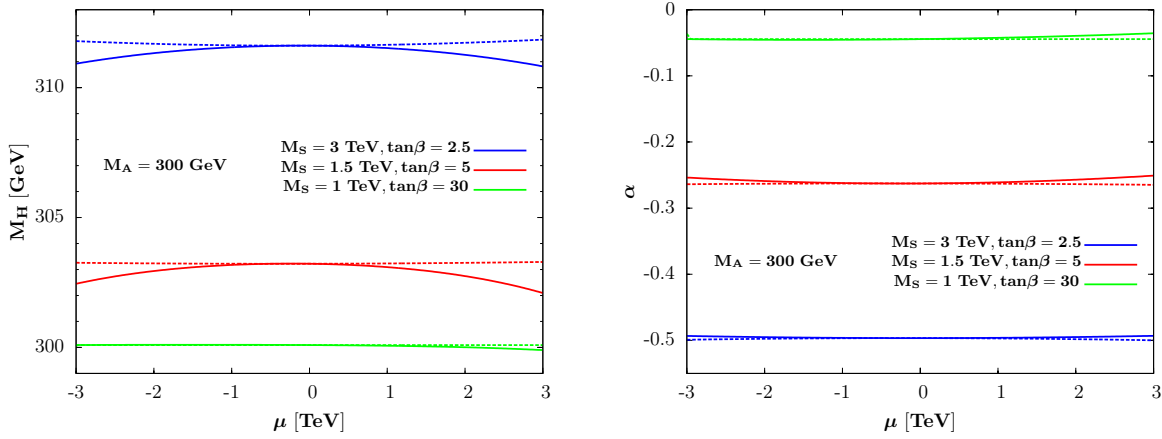 310
305
300
-3
-2
-1
0
1
2
3
M_H [GeV]
μ [TeV]
M_A = 300 GeV
M_S = 3 TeV, tanβ = 2.5
M_S = 1.5 TeV, tanβ = 5
M_S = 1 TeV, tanβ = 30
0
-0.1
-0.2
-0.3
-0.4
-0.5
-3
-2
-1
0
1
2
3
α
μ [TeV]
M_A = 300 GeV
M_S = 3 TeV, tanβ = 2.5
M_S = 1.5 TeV, tanβ = 5
M_S = 1 TeV, tanβ = 30